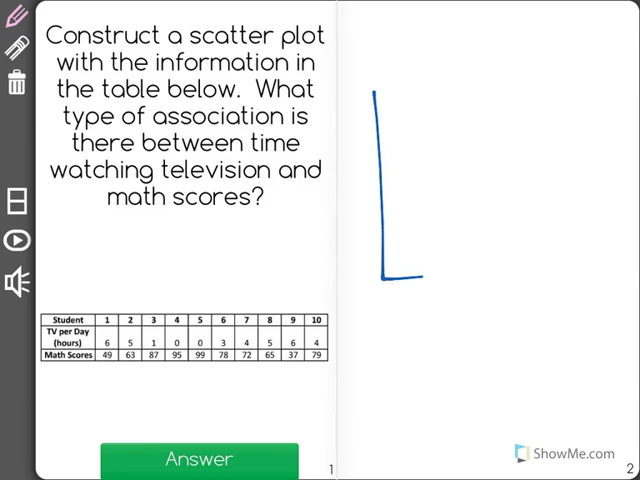 Construct a scatter plot
with the information in
the table below. What
type of association is
there between time
watching television and
math scores?
Student 1 2 3 4 5 6 7 8 9 10
TV per Day
(hours) 6 5 1 0 0 3 4 5 6 4
Math Scores 49 63 87 95 99 78 72 65 37 79
Answer
1
ShowMe.com
2